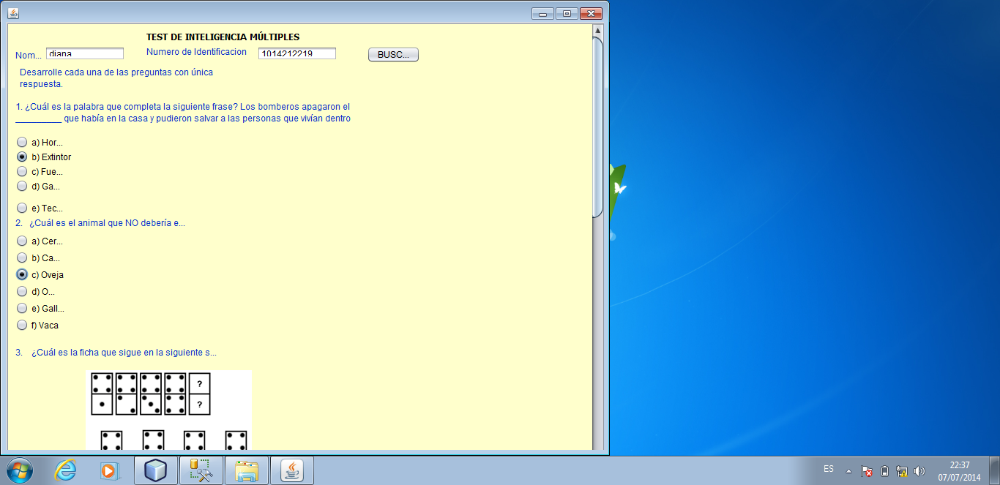 TEST DE INTELIGENCIA MÚLTIPLES
Nom... diana Numero de Identificacion 1014212219 BUSC...
Desarrolle cada una de las preguntas con única
respuesta.
1. ¿Cuál es la palabra que completa la siguiente frase? Los bomberos apagaron el
_________ que había en la casa y pudieron salvar a las personas que vivían dentro
a) Hor...
b) Extintor
c) Fue...
d) Ga...
e) Tec...
2. ¿Cuál es el animal que NO debería e...
a) Cer...
b) Ca...
c) Oveja
d) O...
e) Gall...
f) Vaca
3. ¿Cuál es la ficha que sigue en la siguiente s...
?
?
ES
22:37
07/07/2014